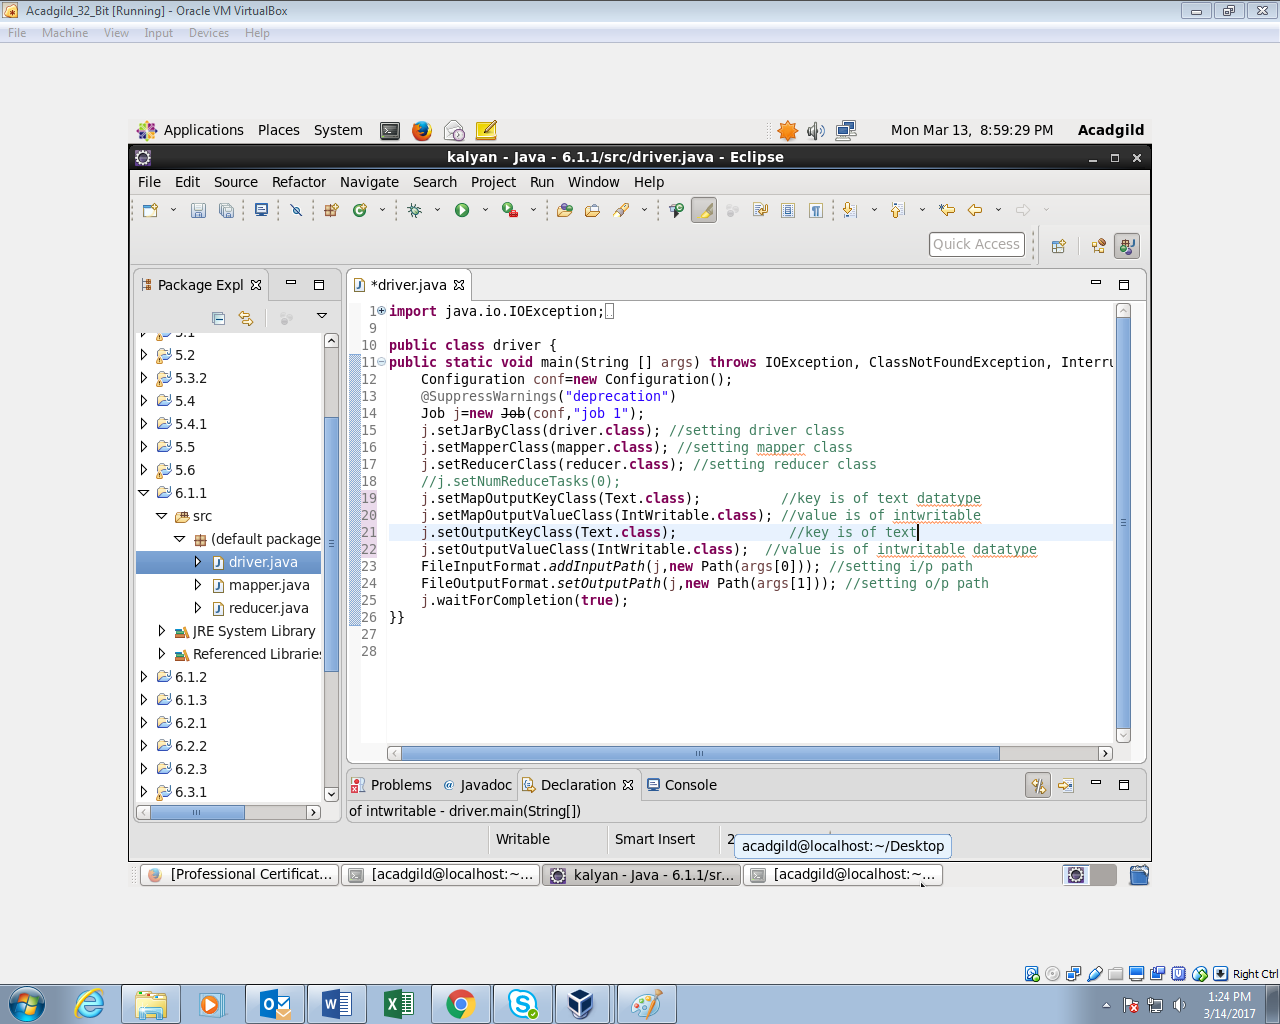 Acadgild_32_Bit [Running] - Oracle VM VirtualBox
File Machine View Input Devices Help
Applications Places System Mon Mar 13, 8:59:29 PM Acadgild
kalyan - Java - 6.1.1/src/driver.java - Eclipse
File Edit Source Refactor Navigate Search Project Run Window Help
Quick Access
Package Expl
*driver.java
5.1
5.2
5.3.2
5.4
5.4.1
5.5
5.6
6.1.1
src
(default package
driver.java
mapper.java
reducer.java
JRE System Library
Referenced Libraries
6.1.2
6.1.3
6.2.1
6.2.2
6.2.3
6.3.1
1 import java.io.IOException;
9
10 public class driver {
11 public static void main(String [] args) throws IOException, ClassNotFoundException, Interru
12 Configuration conf=new Configuration();
13 @SuppressWarnings("deprecation")
14 Job j=new Job(conf,"job 1");
15 j.setJarByClass(driver.class); //setting driver class
16 j.setMapperClass(mapper.class); //setting mapper class
17 j.setReducerClass(reducer.class); //setting reducer class
18 //j.setNumReduceTasks(0);
19 j.setMapOutputKeyClass(Text.class); //key is of text datatype
20 j.setMapOutputValueClass(IntWritable.class); //value is of intwritable
21 j.setOutputKeyClass(Text.class); //key is of text
22 j.setOutputValueClass(IntWritable.class); //value is of intwritable datatype
23 FileInputFormat.addInputPath(j,new Path(args[0])); //setting i/p path
24 FileOutputFormat.setOutputPath(j,new Path(args[1])); //setting o/p path
25 j.waitForCompletion(true);
26 }}
27
28
Problems @ Javadoc Declaration Console
of intwritable - driver.main(String[])
Writable Smart Insert 2
acadgild@localhost:~/Desktop
[Professional Certificat... [acadgild@localhost:~... kalyan - Java - 6.1.1/sr... [acadgild@localhost:~...
Right Ctrl
1:24 PM
3/14/2017